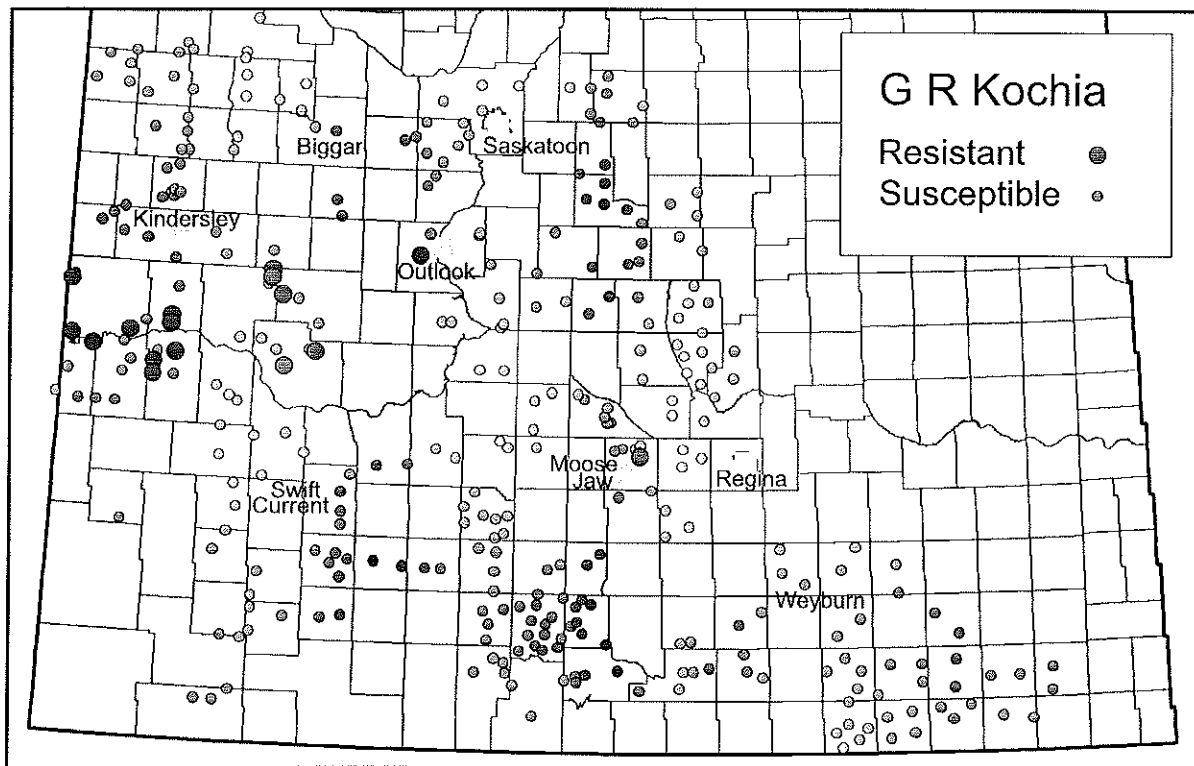 G R Kochia
Resistant
Susceptible
Biggar
Saskatoon
Kindersley
Outlook
Moose
Jaw
Regina
Swift
Current
Weyburn